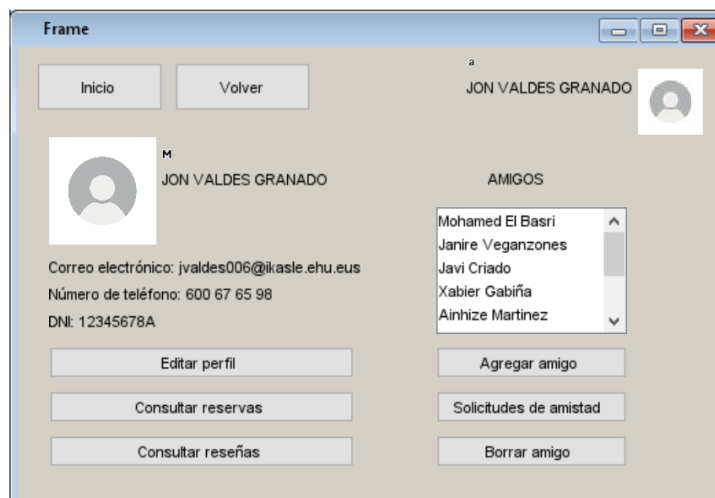 Frame
Inicio
Volver
a
JON VALDES GRANADO
M
JON VALDES GRANADO
Correo electrónico: jvaldes006@ikasle.ehu.eus
Número de teléfono: 600 67 65 98
DNI: 12345678A
Editar perfil
Consultar reservas
Consultar reseñas
AMIGOS
Mohamed El Basri
Janire Veganzones
Javi Criado
Xabier Gabiña
Ainhize Martinez
Agregar amigo
Solicitudes de amistad
Borrar amigo